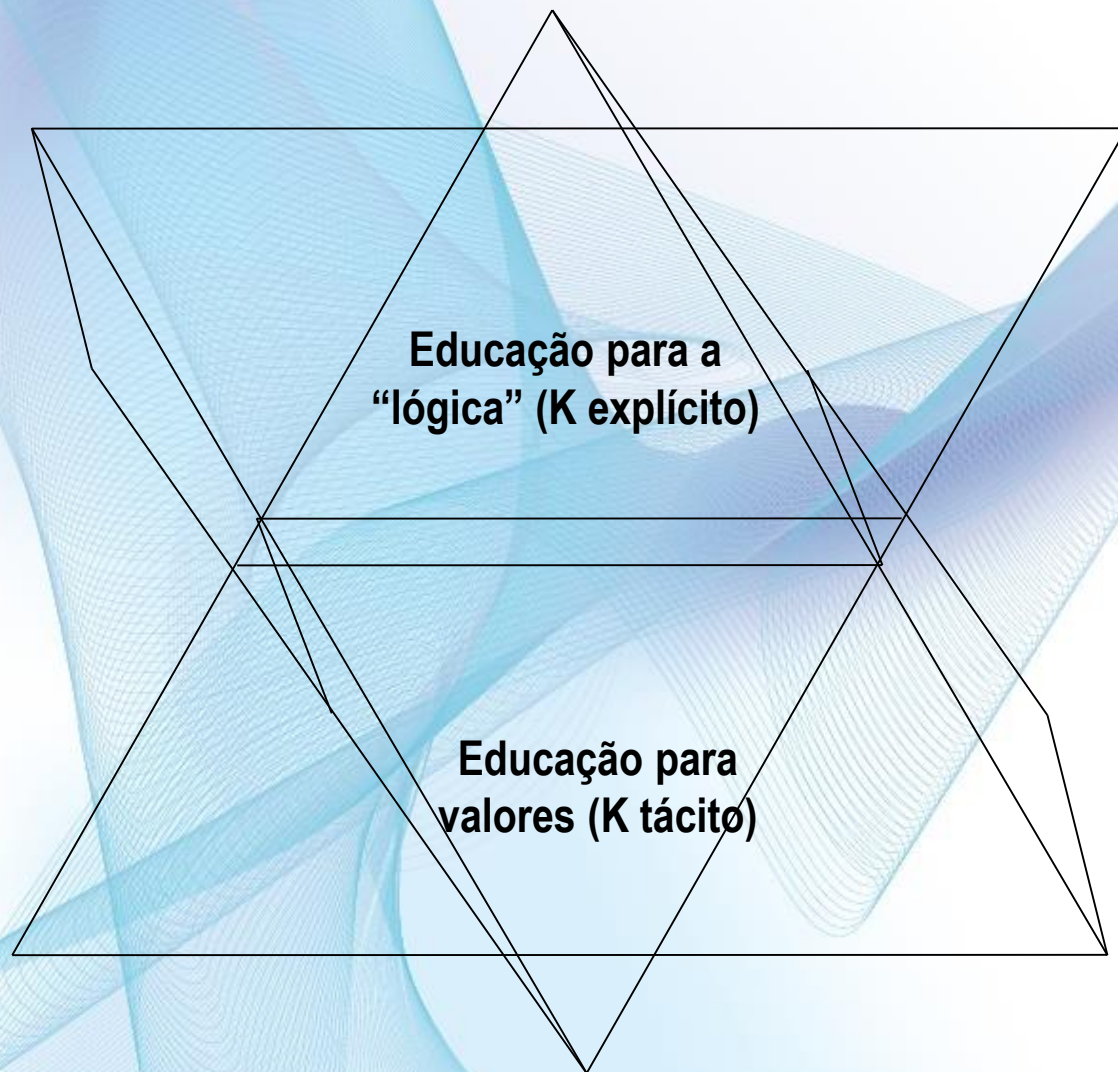 Educação para a
“lógica” (K explícito)
Educação para
valores (K tácito)